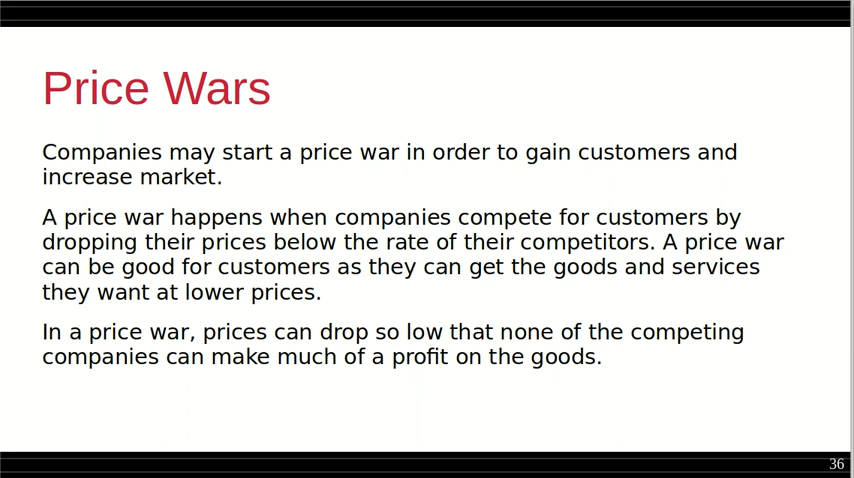 Price Wars
Companies may start a price war in order to gain customers and
increase market.
A price war happens when companies compete for customers by
dropping their prices below the rate of their competitors. A price war
can be good for customers as they can get the goods and services
they want at lower prices.
In a price war, prices can drop so low that none of the competing
companies can make much of a profit on the goods.
36